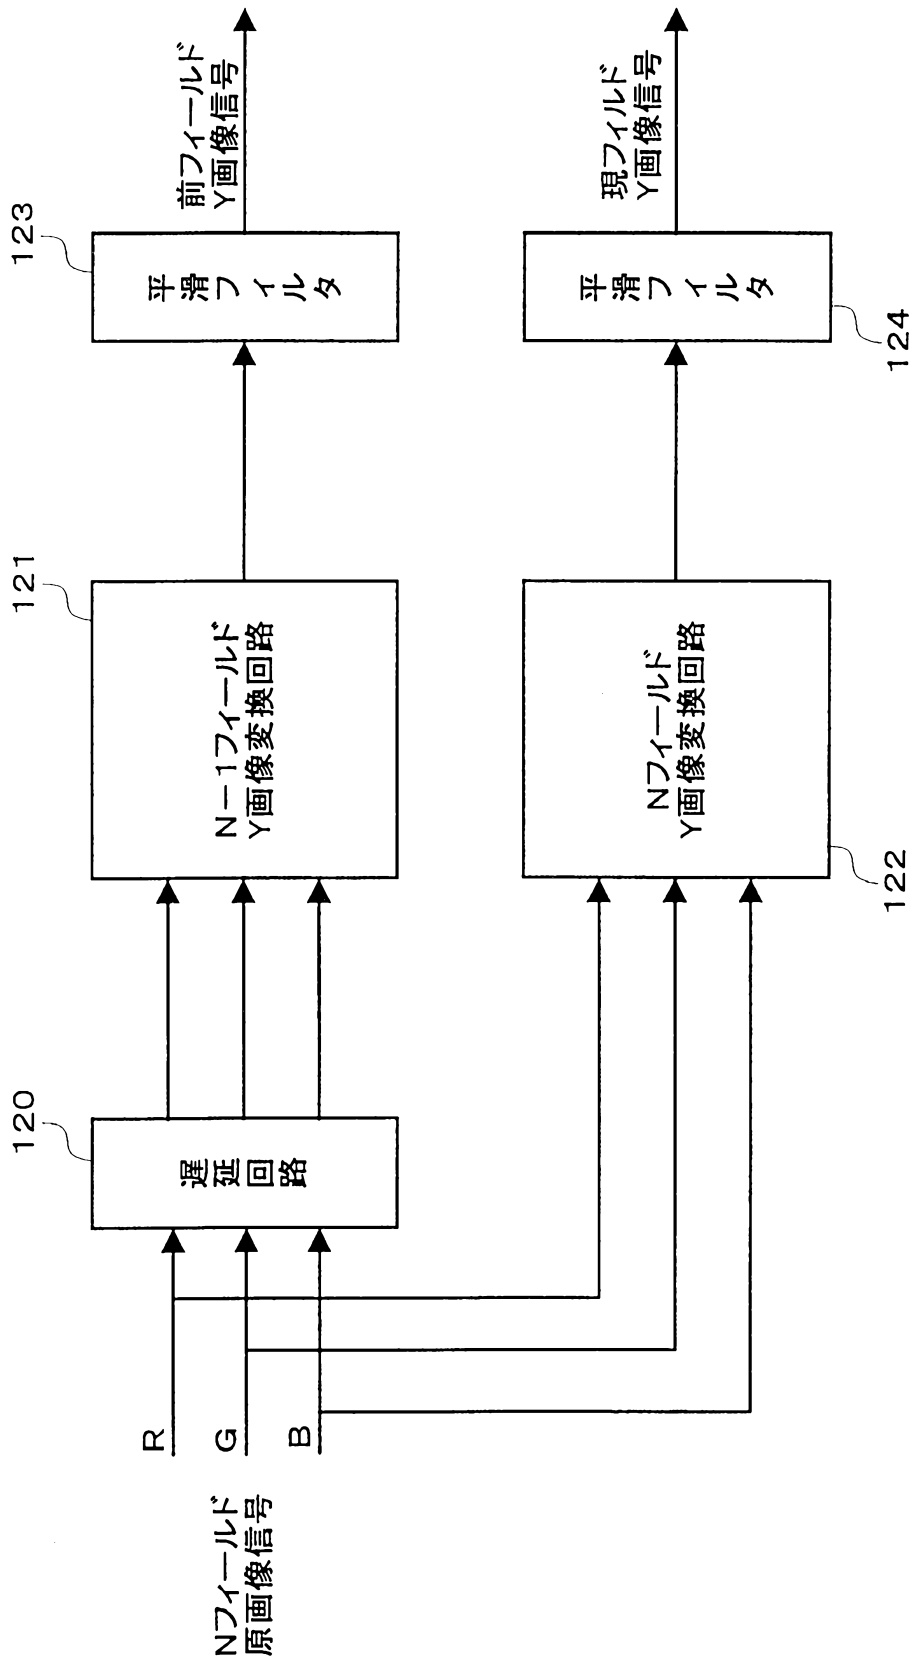 Nフィールド
原画像信号
R
G
B
120
遅延回路
121
N-1フィールド
Y画像変換回路
122
Nフィールド
Y画像変換回路
123
平滑フィルタ
124
平滑フィルタ
前フィールド
Y画像信号
現フィルド
Y画像信号